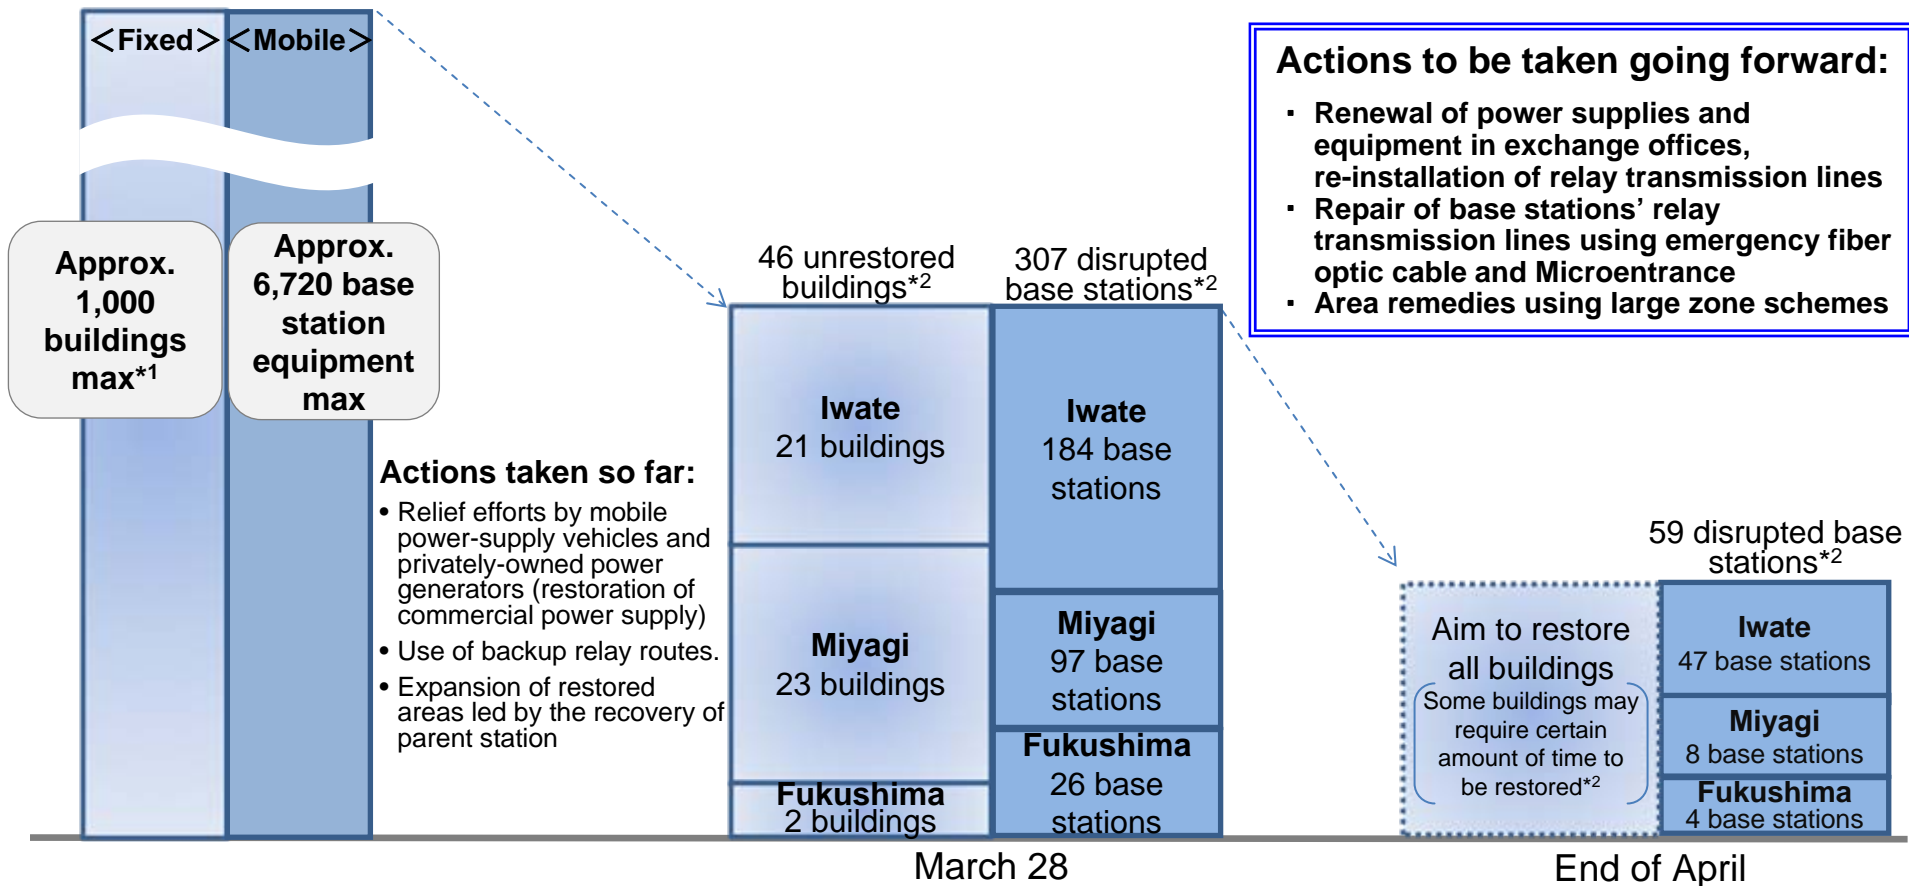 ＜Fixed＞
＜Mobile＞
Approx.
1,000
buildings
max*1
Approx.
6,720 base
station
equipment
max
Actions taken so far:
• Relief efforts by mobile
power-supply vehicles and
privately-owned power
generators (restoration of
commercial power supply)
• Use of backup relay routes.
• Expansion of restored
areas led by the recovery of
parent station
46 unrestored
buildings*2
307 disrupted
base stations*2
Iwate
21 buildings
Miyagi
23 buildings
Fukushima
2 buildings
Iwate
184 base
stations
Miyagi
97 base
stations
Fukushima
26 base
stations
March 28
Actions to be taken going forward:
・ Renewal of power supplies and
equipment in exchange offices,
re-installation of relay transmission lines
・ Repair of base stations’ relay
transmission lines using emergency fiber
optic cable and Microentrance
・ Area remedies using large zone schemes
59 disrupted base
stations*2
Aim to restore
all buildings
Some buildings may
require certain
amount of time to
be restored*2
Iwate
47 base stations
Miyagi
8 base stations
Fukushima
4 base stations
End of April